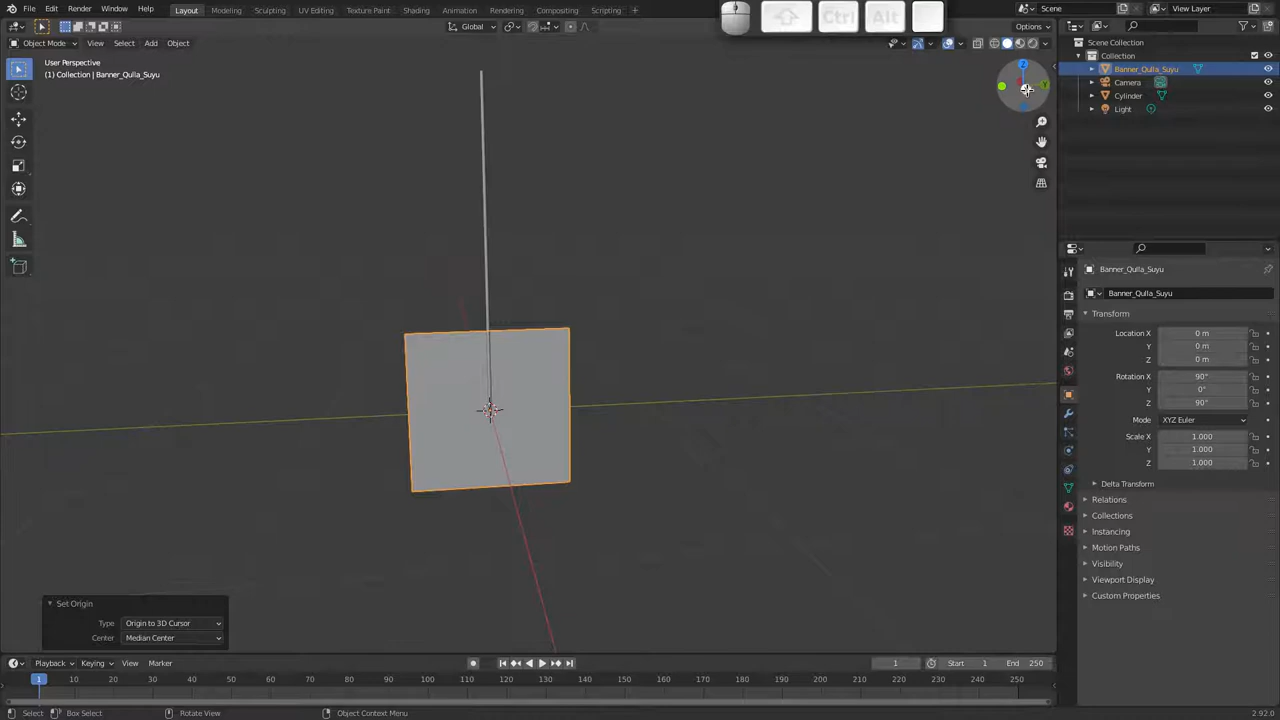 File Edit Render Window Help Layout Modeling Sculpting UV Editing Texture Paint Shading Animation Rendering Compositing Scripting + Ctrl Alt Scene View Layer
Global Options
Object Mode View Select Add Object
User Perspective
(1) Collection | Banner_Qulla_Suyu
Z
Y
Set Origin
Type Origin to 3D Cursor
Center Median Center
Scene Collection
Collection
Banner_Qulla_Suyu
Camera
Cylinder
Light
Banner_Qulla_Suyu
Banner_Qulla_Suyu
Transform
Location X 0 m
Y 0 m
Z 0 m
Rotation X 90°
Y 0°
Z 90°
Mode XYZ Euler
Scale X 1.000
Y 1.000
Z 1.000
Delta Transform
Relations
Collections
Instancing
Motion Paths
Visibility
Viewport Display
Custom Properties
Playback Keying View Marker 1 Start 1 End 250
1 10 20 30 40 50 60 70 80 90 100 110 120 130 140 150 160 170 180 190 200 210 220 230 240 250
Select Box Select Rotate View Object Context Menu 2.92.0